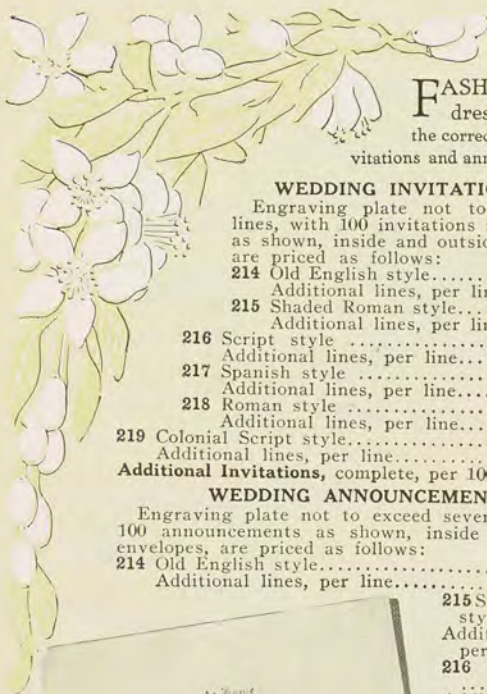 FASH
dres
the correc
vitations and ann
WEDDING INVITATIO
Engraving plate not to
lines, with 100 invitations
as shown, inside and outsid
are priced as follows:
214 Old English style.......
Additional lines, per lin
215 Shaded Roman style....
Additional lines, per lin
216 Script style ................
Additional lines, per line....
217 Spanish style ..............
Additional lines, per line....
218 Roman style ...............
Additional lines, per line....
219 Colonial Script style................
Additional lines, per line...........
Additional Invitations, complete, per 10
WEDDING ANNOUNCEMEN
Engraving plate not to exceed sever
100 announcements as shown, inside
envelopes, are priced as follows:
214 Old English style...................
Additional lines, per line...........
215 S
sty
Addit
per
216
....